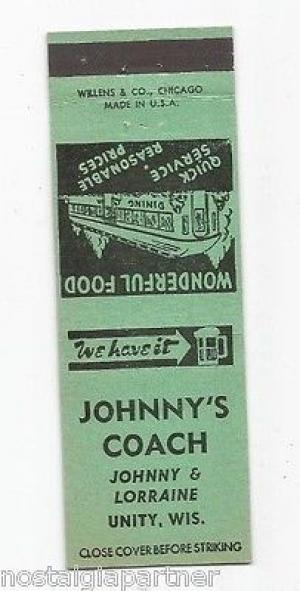 WILLENS & CO., CHICAGO
MADE IN U.S.A.
QUICK
SERVICE,
REASONABLE
PRICES
DINING
WONDERFUL FOOD
We have it
JOHNNY'S
COACH
JOHNNY &
LORRAINE
UNITY, WIS.
CLOSE COVER BEFORE STRIKING
nostalgiapartner